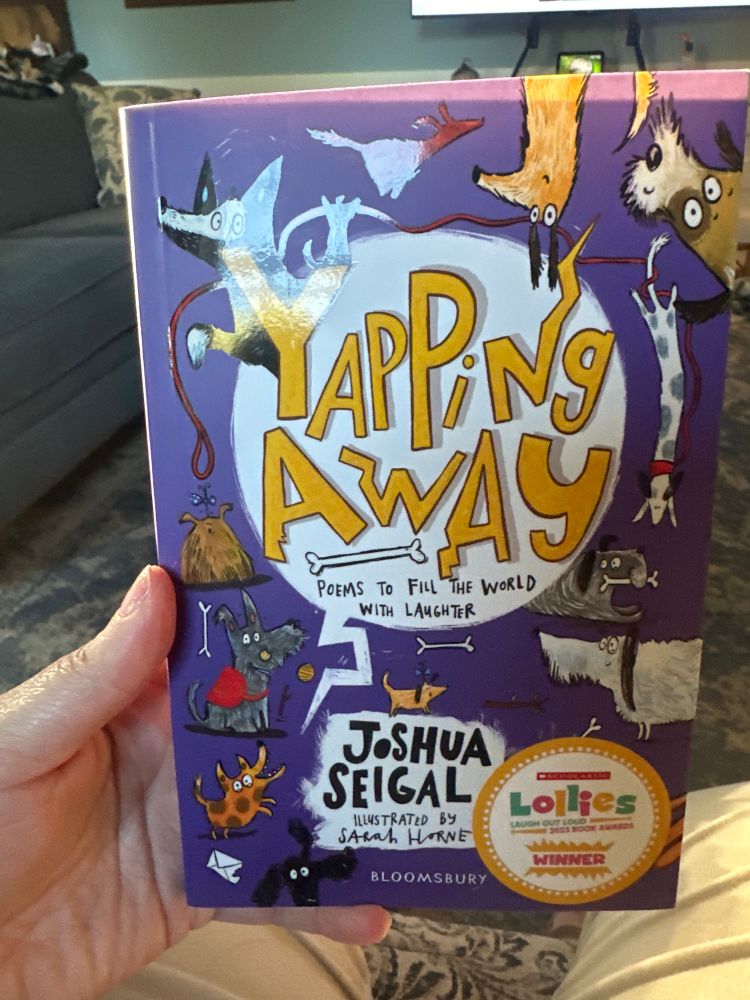 YAPPiNg
AWAY
POEMS TO FILL THE WORLD
WITH LAUGHTER
JOSHUA
SEIGAL
ILLUSTRATED BY
SARAH HORNE
BLOOMSBURY
SCHOLASTIC
Lollies
LAUGH OUT LOUD
2023 BOOK AWARDS
WINNER